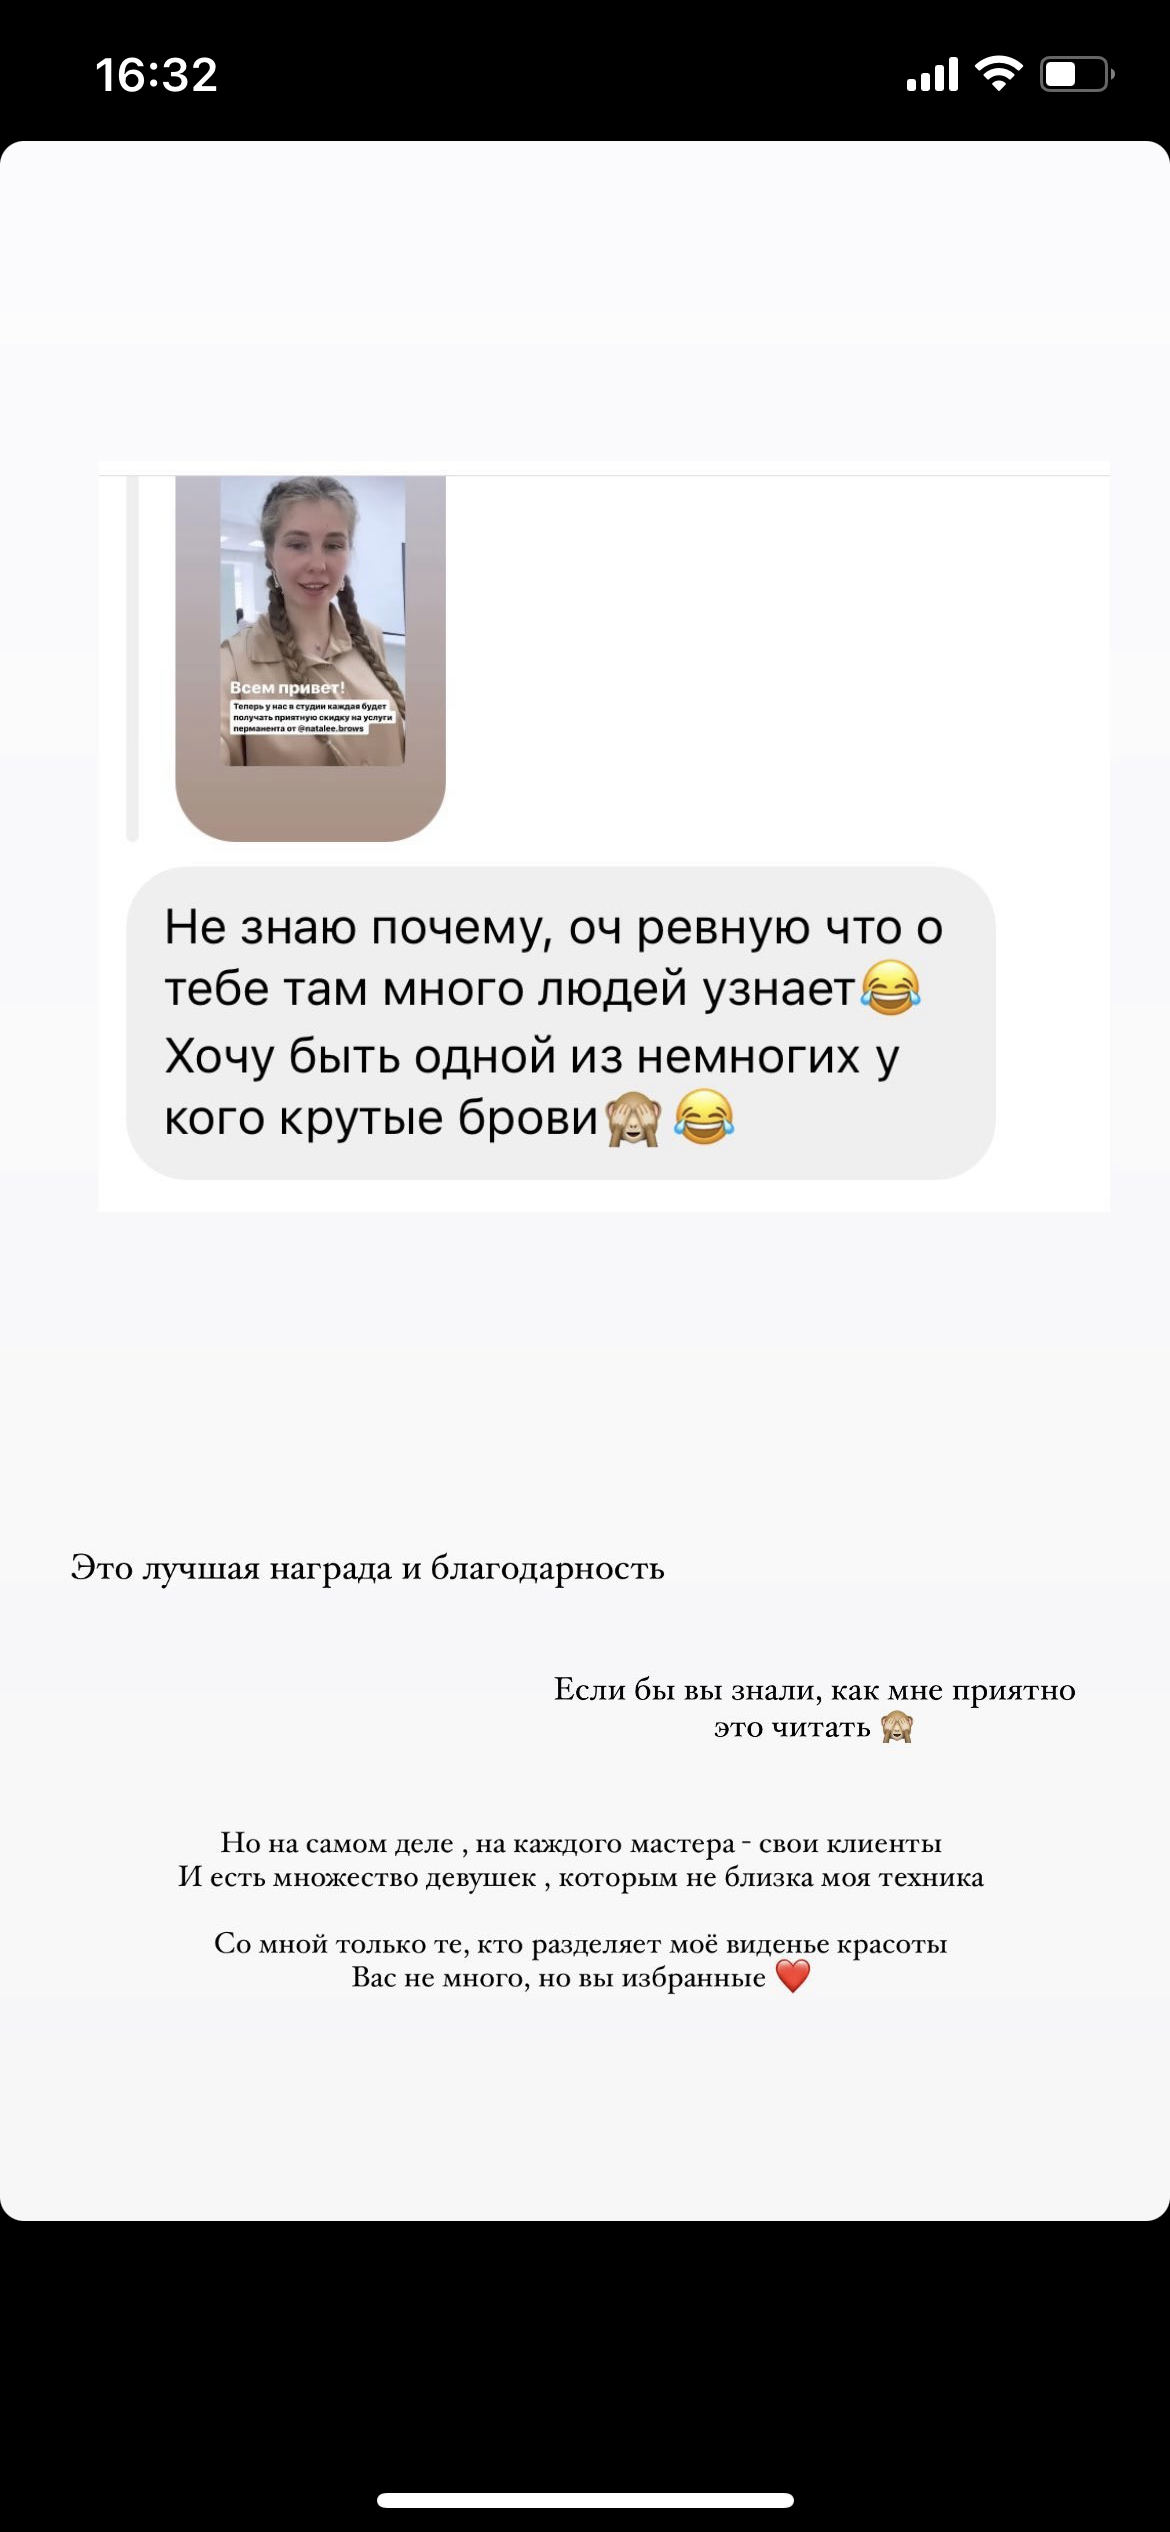 16:32
Всем привет!
Теперь у нас в студии каждая будет
получать приятную скидку на услуги
перманента от @natalee.brows
Не знаю почему, оч ревную что о
тебе там много людей узнает😂
Хочу быть одной из немногих у
кого крутые брови🙈😂
Это лучшая награда и благодарность
Если бы вы знали, как мне приятно
это читать 🙈
Но на самом деле , на каждого мастера - свои клиенты
И есть множество девушек , которым не близка моя техника
Со мной только те, кто разделяет моё виденье красоты
Вас не много, но вы избранные ❤️